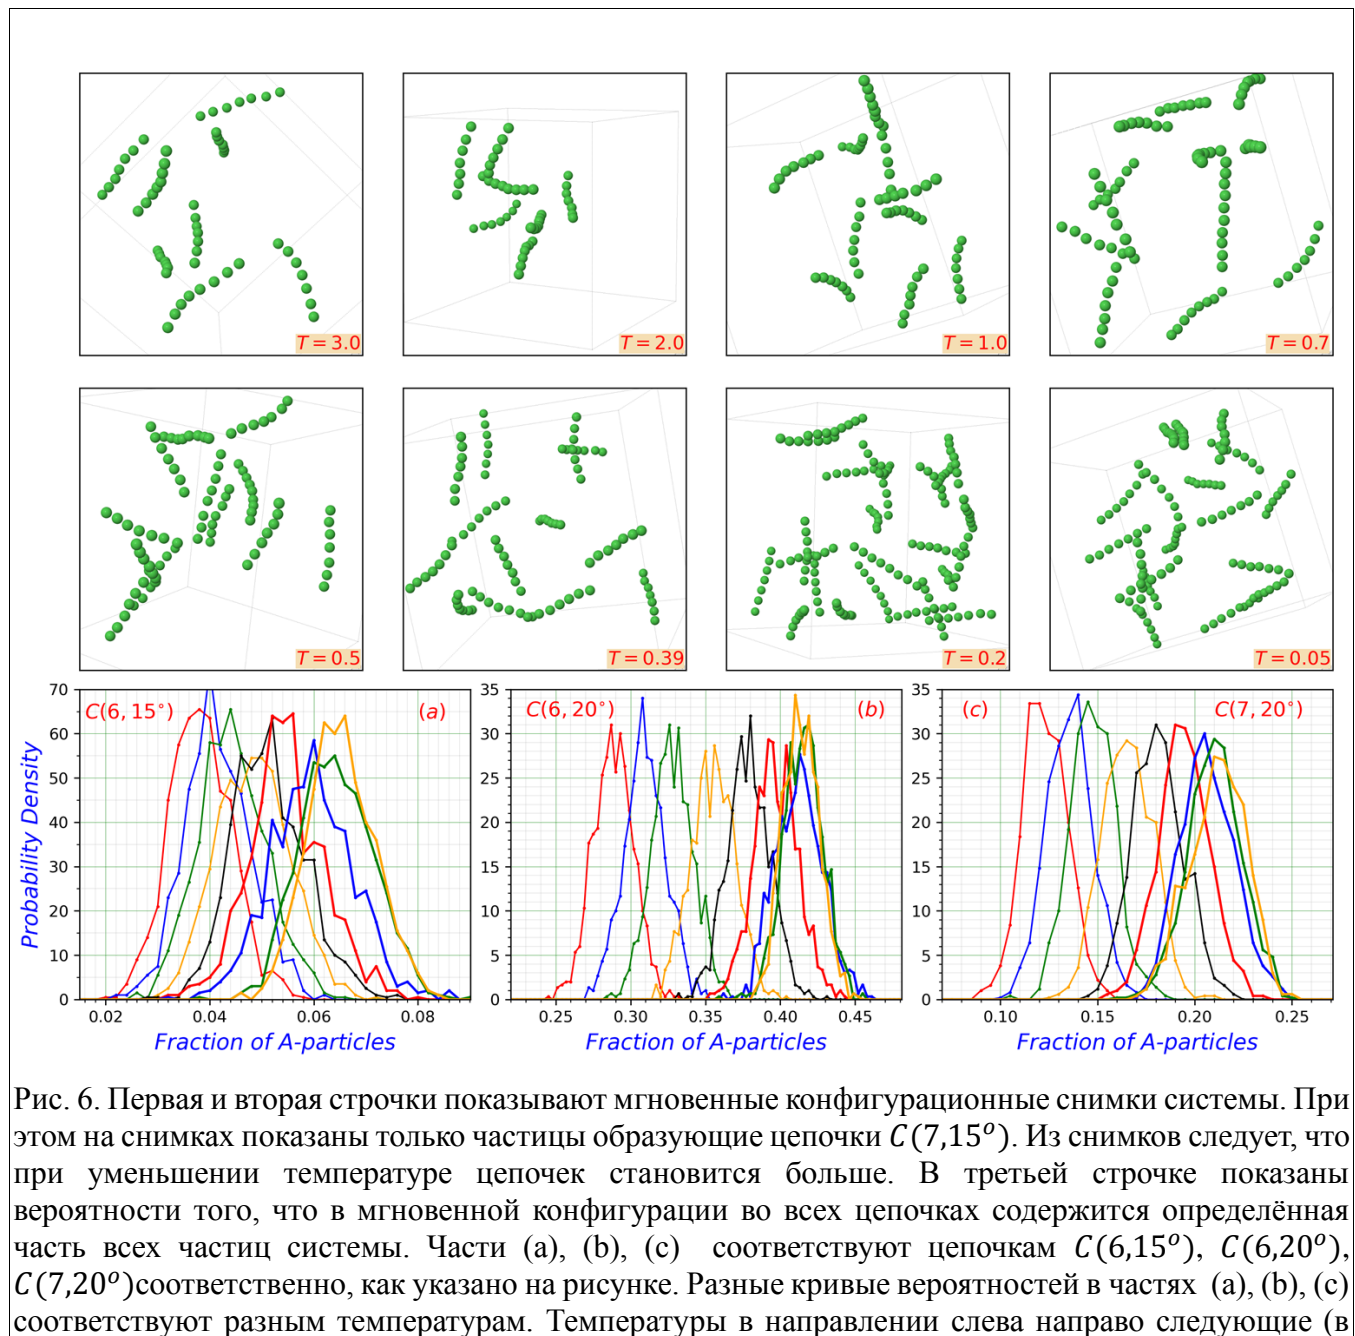 T = 3.0
T = 2.0
T = 1.0
T = 0.7
T = 0.5
T = 0.39
T = 0.2
T = 0.05
C(6, 15°) (a)
C(6, 20°) (b)
(c) C(7, 20°)
70
60
50
40
30
20
10
0
Probability Density
0.02 0.04 0.06 0.08
Fraction of A-particles
35
30
25
20
15
10
5
0
0.25 0.30 0.35 0.40 0.45
Fraction of A-particles
35
30
25
20
15
10
5
0
0.10 0.15 0.20 0.25
Fraction of A-particles
Рис. 6. Первая и вторая строчки показывают мгновенные конфигурационные снимки системы. При
этом на снимках показаны только частицы образующие цепочки C(7,15°). Из снимков следует, что
при уменьшении температуре цепочек становится больше. В третьей строчке показаны
вероятности того, что в мгновенной конфигурации во всех цепочках содержится определённая
часть всех частиц системы. Части (a), (b), (c) соответствуют цепочкам C(6,15°), C(6,20°),
C(7,20°)соответственно, как указано на рисунке. Разные кривые вероятностей в частях (a), (b), (c)
соответствуют разным температурам. Температуры в направлении слева направо следующие (в